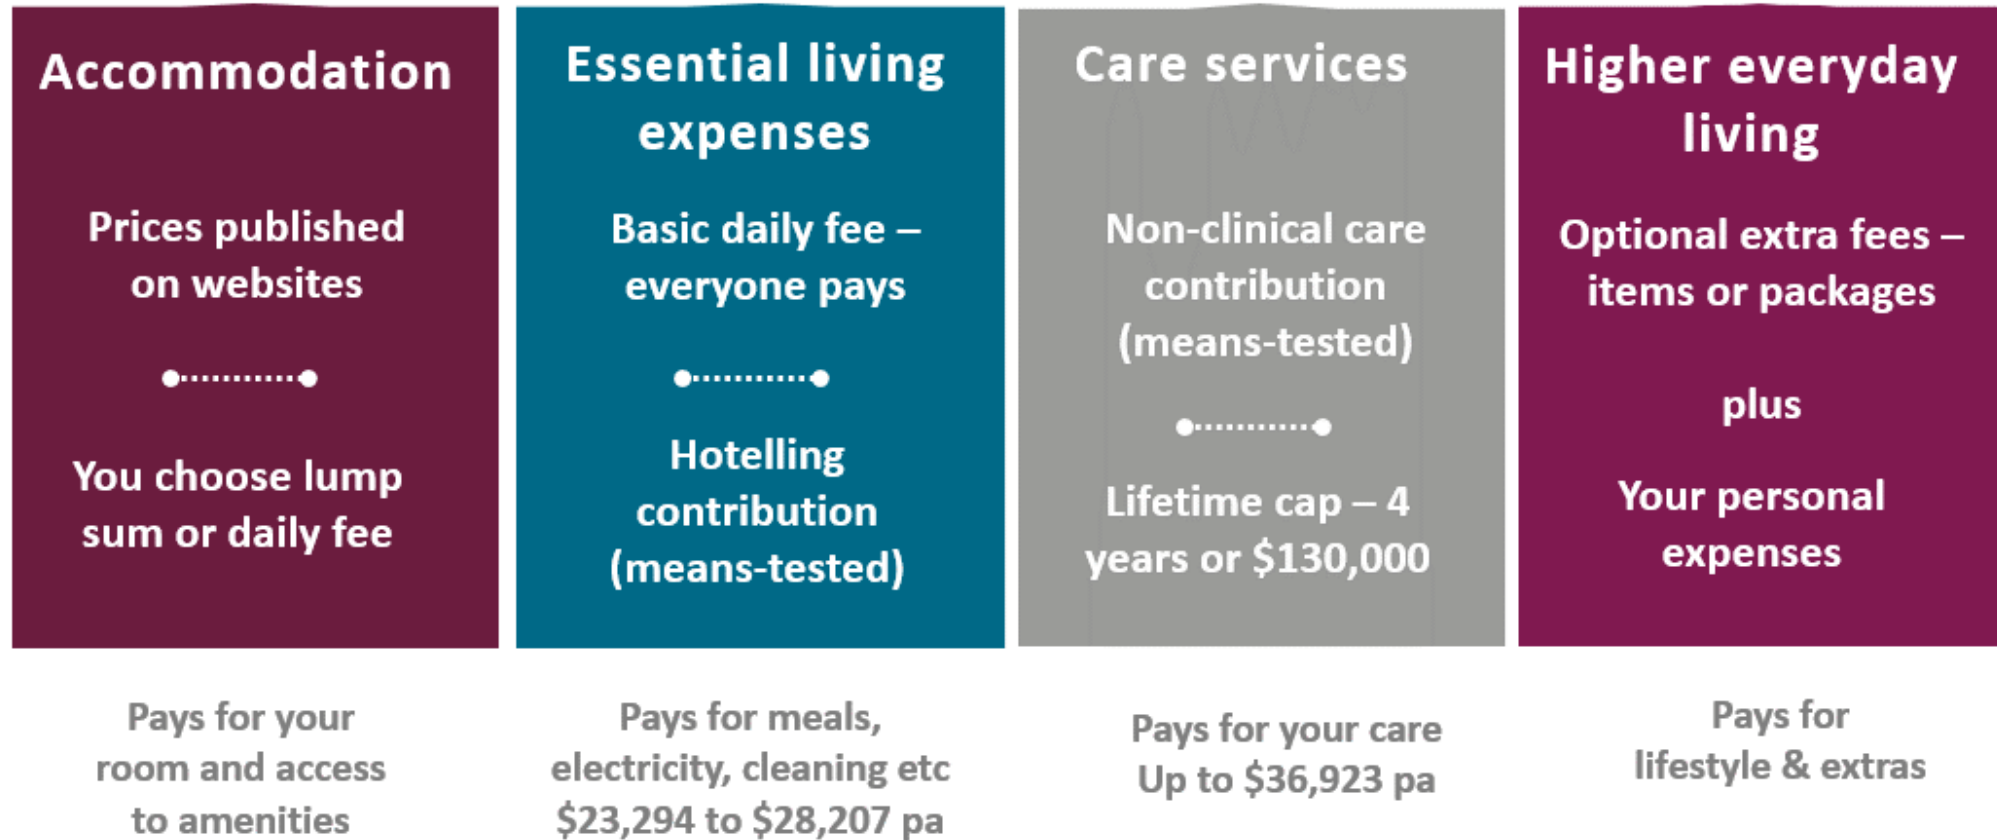 Accommodation
Prices published
on websites
You choose lump
sum or daily fee
Pays for your
room and access
to amenities
Essential living
expenses
Basic daily fee –
everyone pays
Hotelling
contribution
(means-tested)
Pays for meals,
electricity, cleaning etc
$23,294 to $28,207 pa
Care services
Non-clinical care
contribution
(means-tested)
Lifetime cap – 4
years or $130,000
Pays for your care
Up to $36,923 pa
Higher everyday
living
Optional extra fees –
items or packages
plus
Your personal
expenses
Pays for
lifestyle & extras